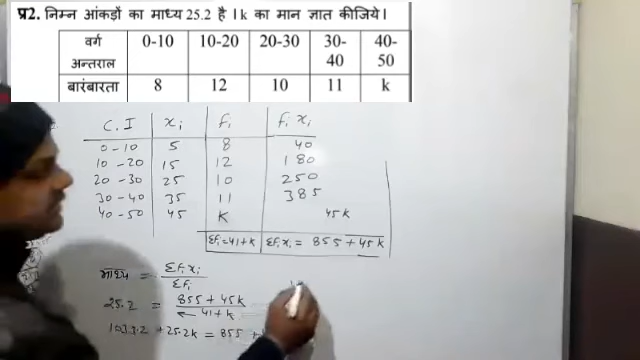 प्र2. निम्न आंकड़ों का माध्य 25.2 है । k का मान ज्ञात कीजिये ।
वर्ग अन्तराल 0-10 10-20 20-30 30-40 40-50
बारंबारता 8 12 10 11 k
C.I xi fi fi xi
0-10 5 8 40
10-20 15 12 180
20-30 25 10 250
30-40 35 11 385
40-50 45 K 45k
Σfi=41+k Σfixi = 855+45k
माध्य = Σfixi / Σfi
25.2 = 855+45k / 41+k
1033.2 + 25.2k = 855 +